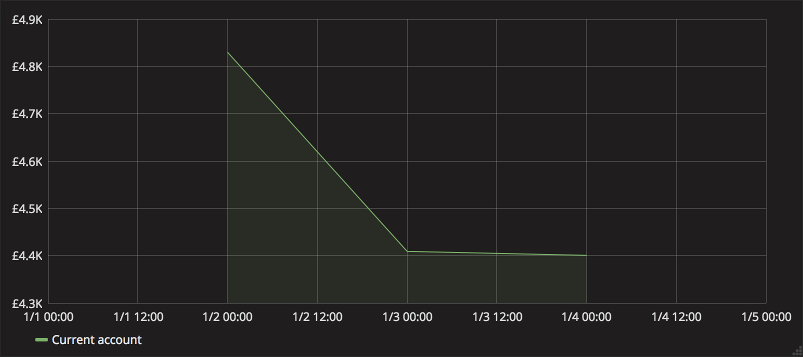 £4.9K
£4.8K
£4.7K
£4.6K
£4.5K
£4.4K
£4.3K
1/1 00:00 1/1 12:00 1/2 00:00 1/2 12:00 1/3 00:00 1/3 12:00 1/4 00:00 1/4 12:00 1/5 00:00
Current account